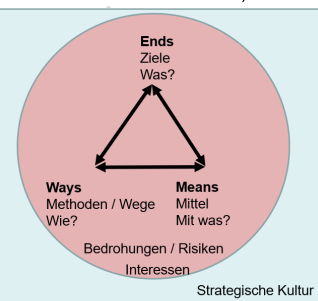 Ends
Ziele
Was?
Ways
Methoden / Wege
Wie?
Means
Mittel
Mit was?
Bedrohungen / Risiken
Interessen
Strategische Kultur